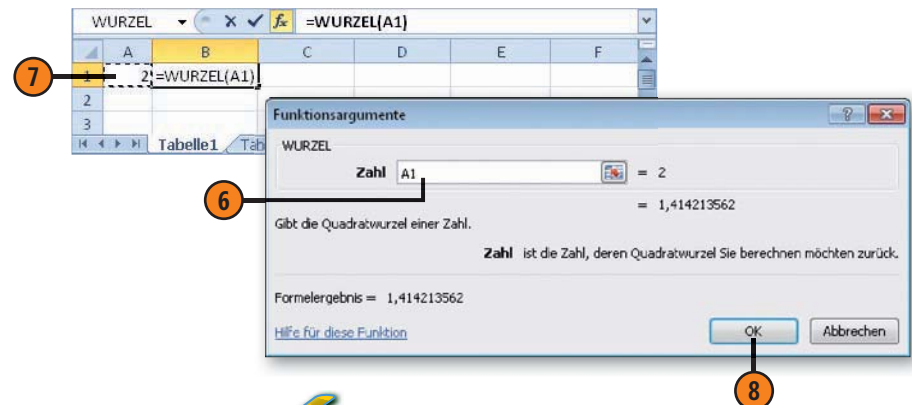 WURZEL fx =WURZEL(A1)
A B C D E F
7
1 2 =WURZEL(A1)
2
3
Tabelle1
Funktionsargumente
WURZEL
Zahl A1 = 2
6
= 1,414213562
Gibt die Quadratwurzel einer Zahl.
Zahl ist die Zahl, deren Quadratwurzel Sie berechnen möchten zurück.
Formelergebnis = 1,414213562
Hilfe für diese Funktion OK Abbrechen
8